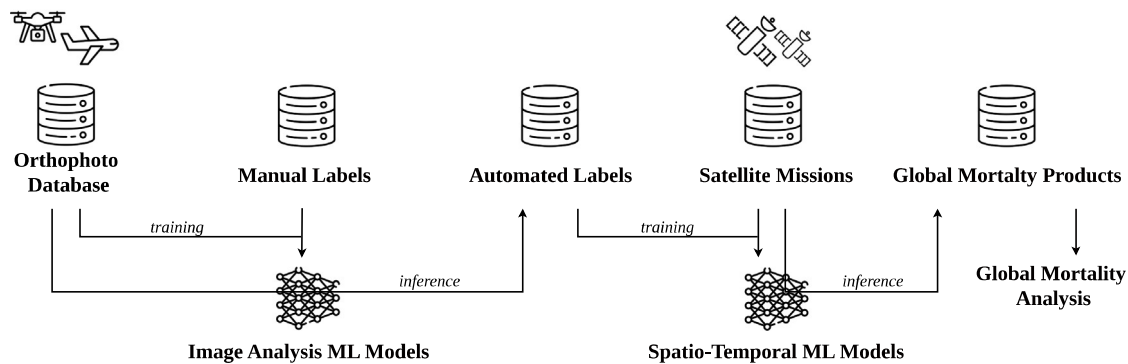 Orthophoto
Database
Manual Labels
Automated Labels
Satellite Missions
Global Mortalty Products
training
training
inference
inference
Global Mortality
Analysis
Image Analysis ML Models
Spatio-Temporal ML Models